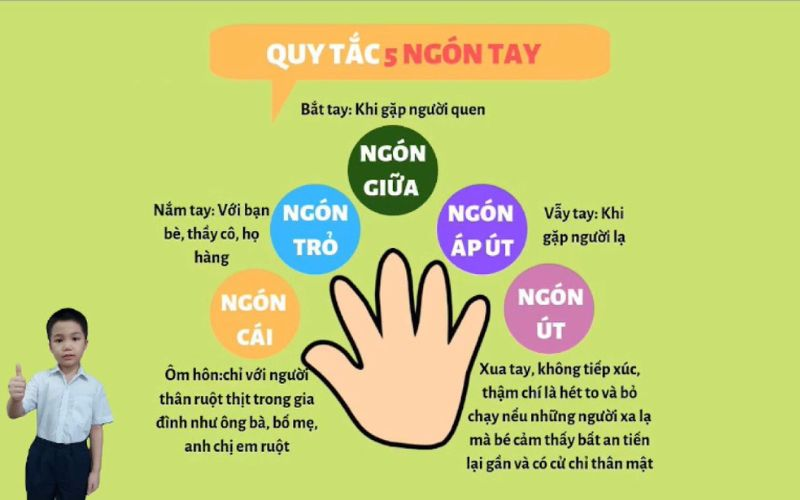 QUY TẮC 5 NGÓN TAY
Bắt tay: Khi gặp người quen
NGÓN
GIỮA
Nắm tay: Với bạn
bè, thầy cô, họ
hàng
NGÓN
TRỎ
NGÓN
ÁP ÚT
Vẫy tay: Khi
gặp người lạ
NGÓN
CÁI
NGÓN
ÚT
Ôm hôn:chỉ với người
thân ruột thịt trong gia
đình như ông bà, bố mẹ,
anh chị em ruột
Xua tay, không tiếp xúc,
thậm chí là hét to và bỏ
chạy nếu những người xa lạ
mà bé cảm thấy bất an tiến
lại gần và có cử chỉ thân mật